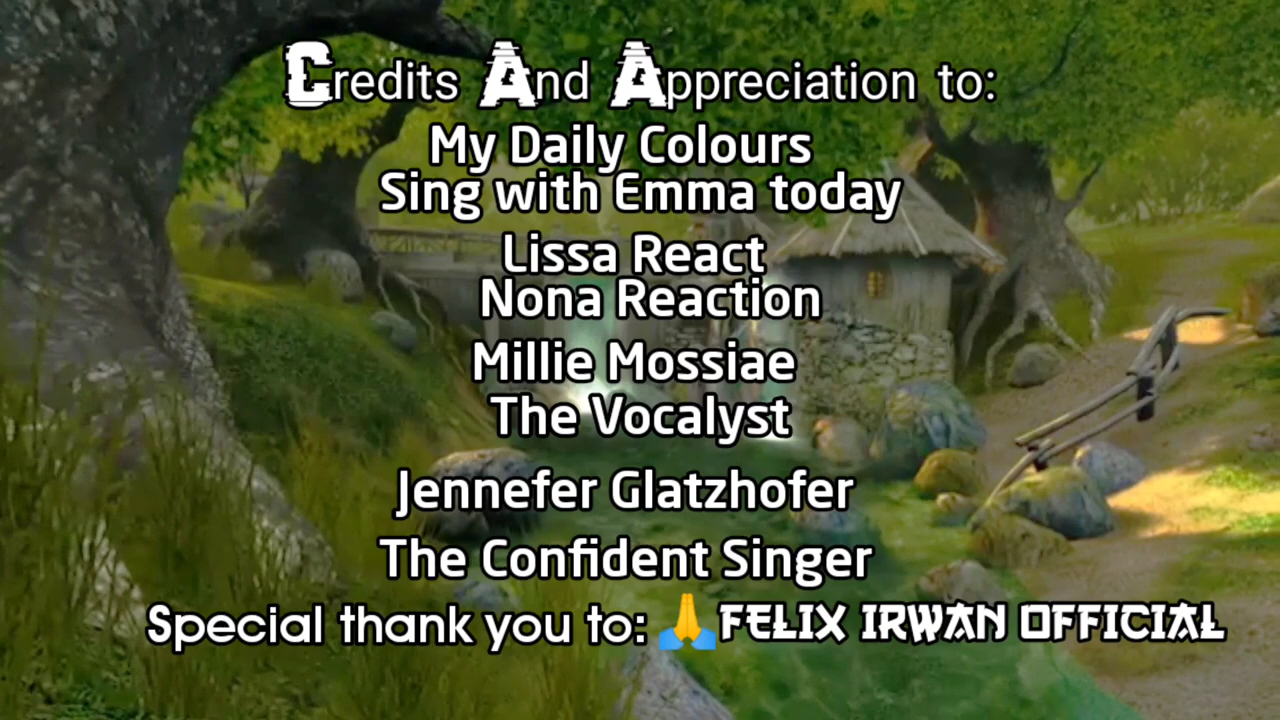 Credits And Appreciation to:
My Daily Colours
Sing with Emma today
Lissa React
Nona Reaction
Millie Mossiae
The Vocalyst
Jennefer Glatzhofer
The Confident Singer
Special thank you to: 🙏FELIX IRWAN OFFICIAL